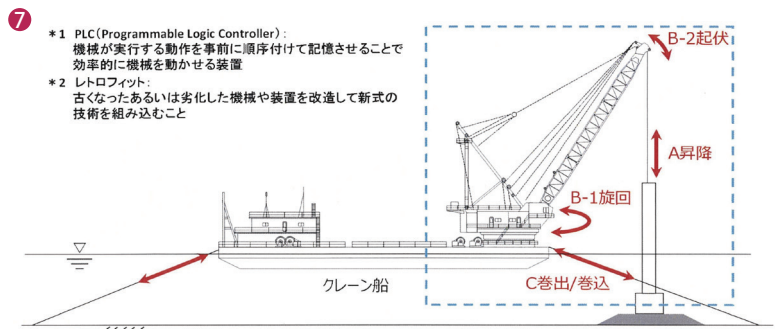 7
*1 PLC(Programmable Logic Controller):
機械が実行する動作を事前に順序付けて記憶させることで
効率的に機械を動かせる装置
*2 レトロフィット:
古くなったあるいは劣化した機械や装置を改造して新式の
技術を組み込むこと
B-2起伏
A昇降
B-1旋回
C巻出/巻込
クレーン船